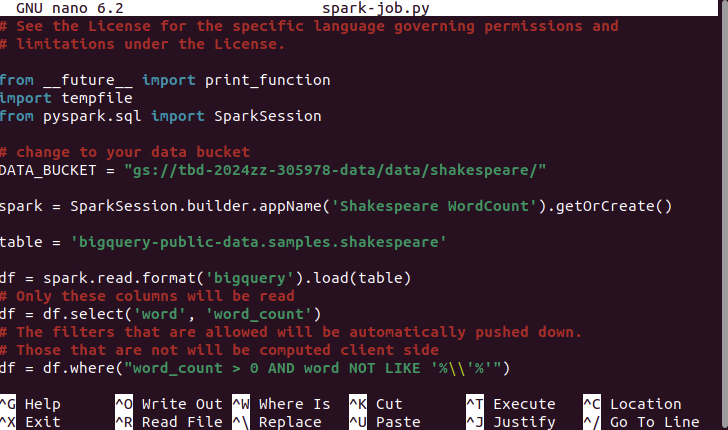 GNU nano 6.2 spark-job.py
# See the License for the specific language governing permissions and
# limitations under the License.
from __future__ import print_function
import tempfile
from pyspark.sql import SparkSession
# change to your data bucket
DATA_BUCKET = "gs://tbd-2024zz-305978-data/data/shakespeare/"
spark = SparkSession.builder.appName('Shakespeare WordCount').getOrCreate()
table = 'bigquery-public-data.samples.shakespeare'
df = spark.read.format('bigquery').load(table)
# Only these columns will be read
df = df.select('word', 'word_count')
# The filters that are allowed will be automatically pushed down.
# Those that are not will be computed client side
df = df.where("word_count > 0 AND word NOT LIKE '%\\'%'")
^G Help ^O Write Out ^W Where Is ^K Cut ^T Execute ^C Location
^X Exit ^R Read File ^\ Replace ^U Paste ^J Justify ^/ Go To Line